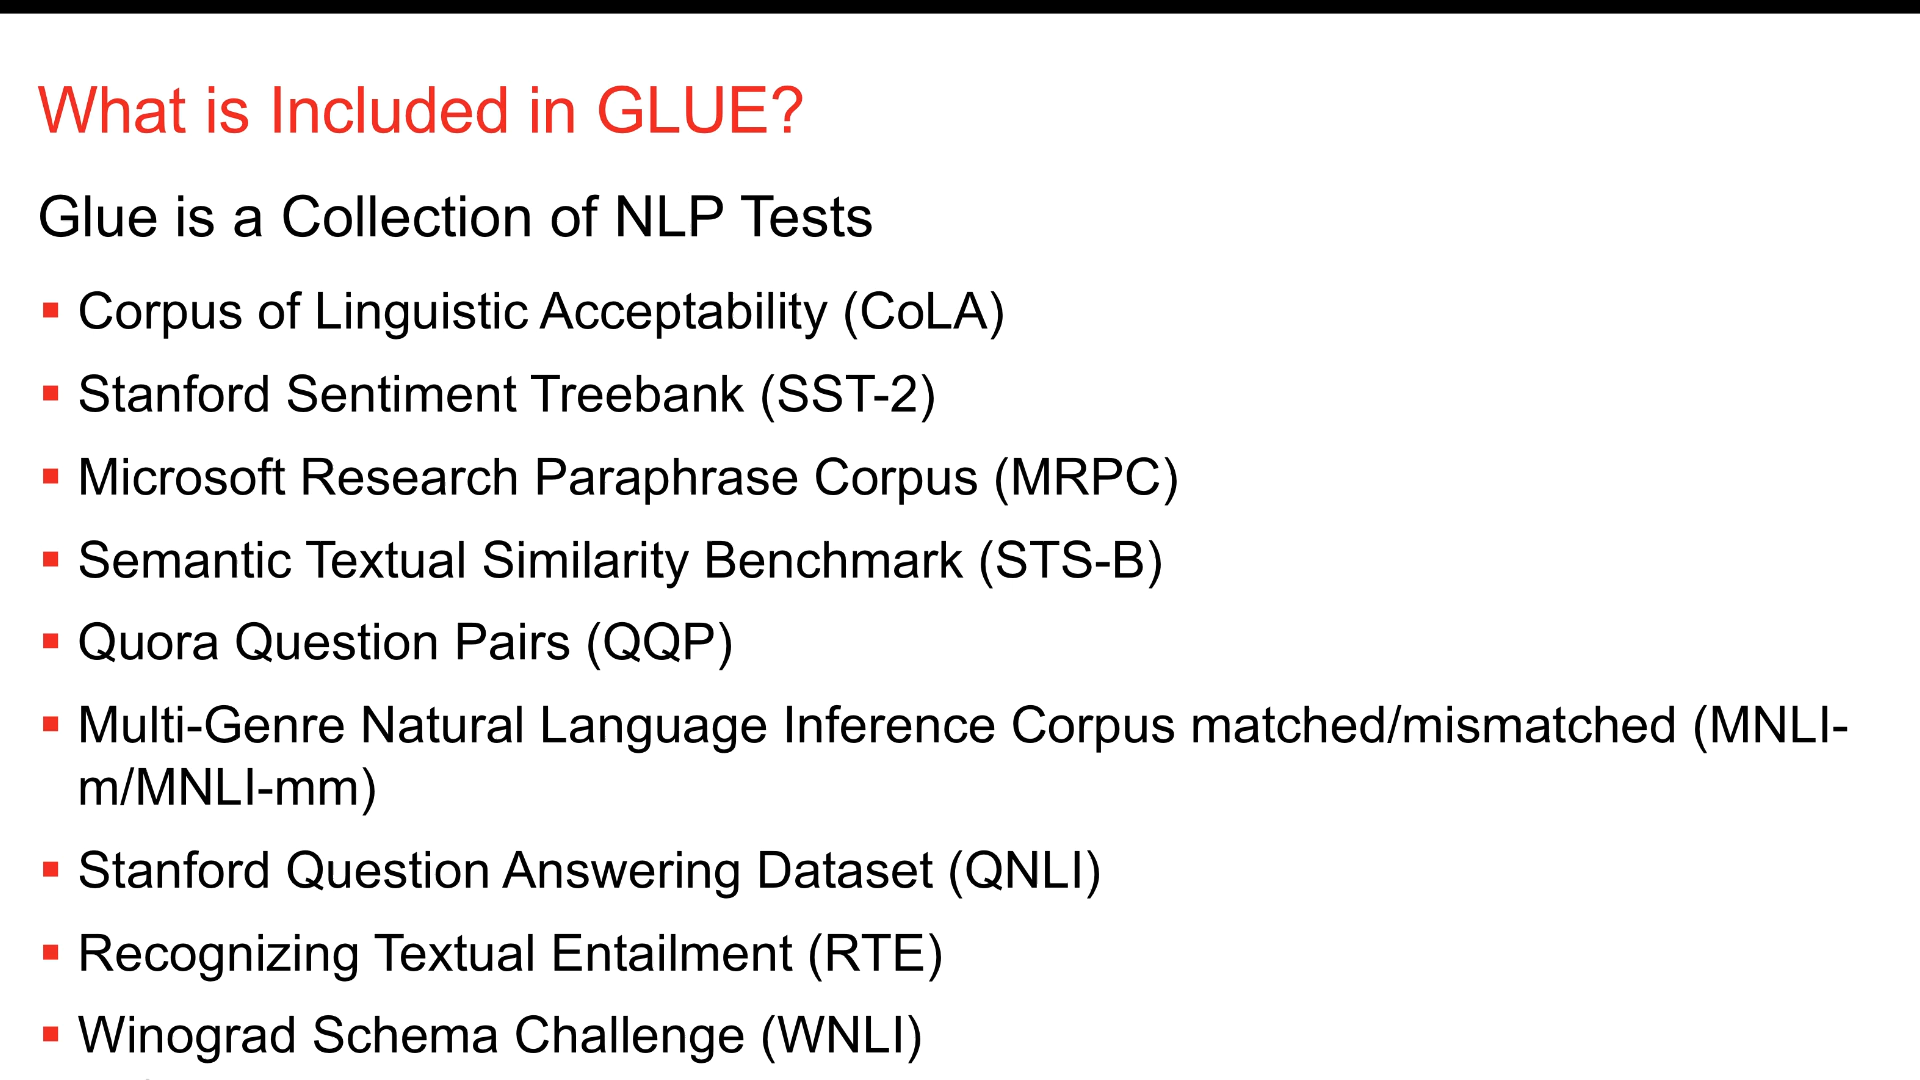 What is Included in GLUE?
Glue is a Collection of NLP Tests
▪ Corpus of Linguistic Acceptability (CoLA)
▪ Stanford Sentiment Treebank (SST-2)
▪ Microsoft Research Paraphrase Corpus (MRPC)
▪ Semantic Textual Similarity Benchmark (STS-B)
▪ Quora Question Pairs (QQP)
▪ Multi-Genre Natural Language Inference Corpus matched/mismatched (MNLI-
m/MNLI-mm)
▪ Stanford Question Answering Dataset (QNLI)
▪ Recognizing Textual Entailment (RTE)
▪ Winograd Schema Challenge (WNLI)